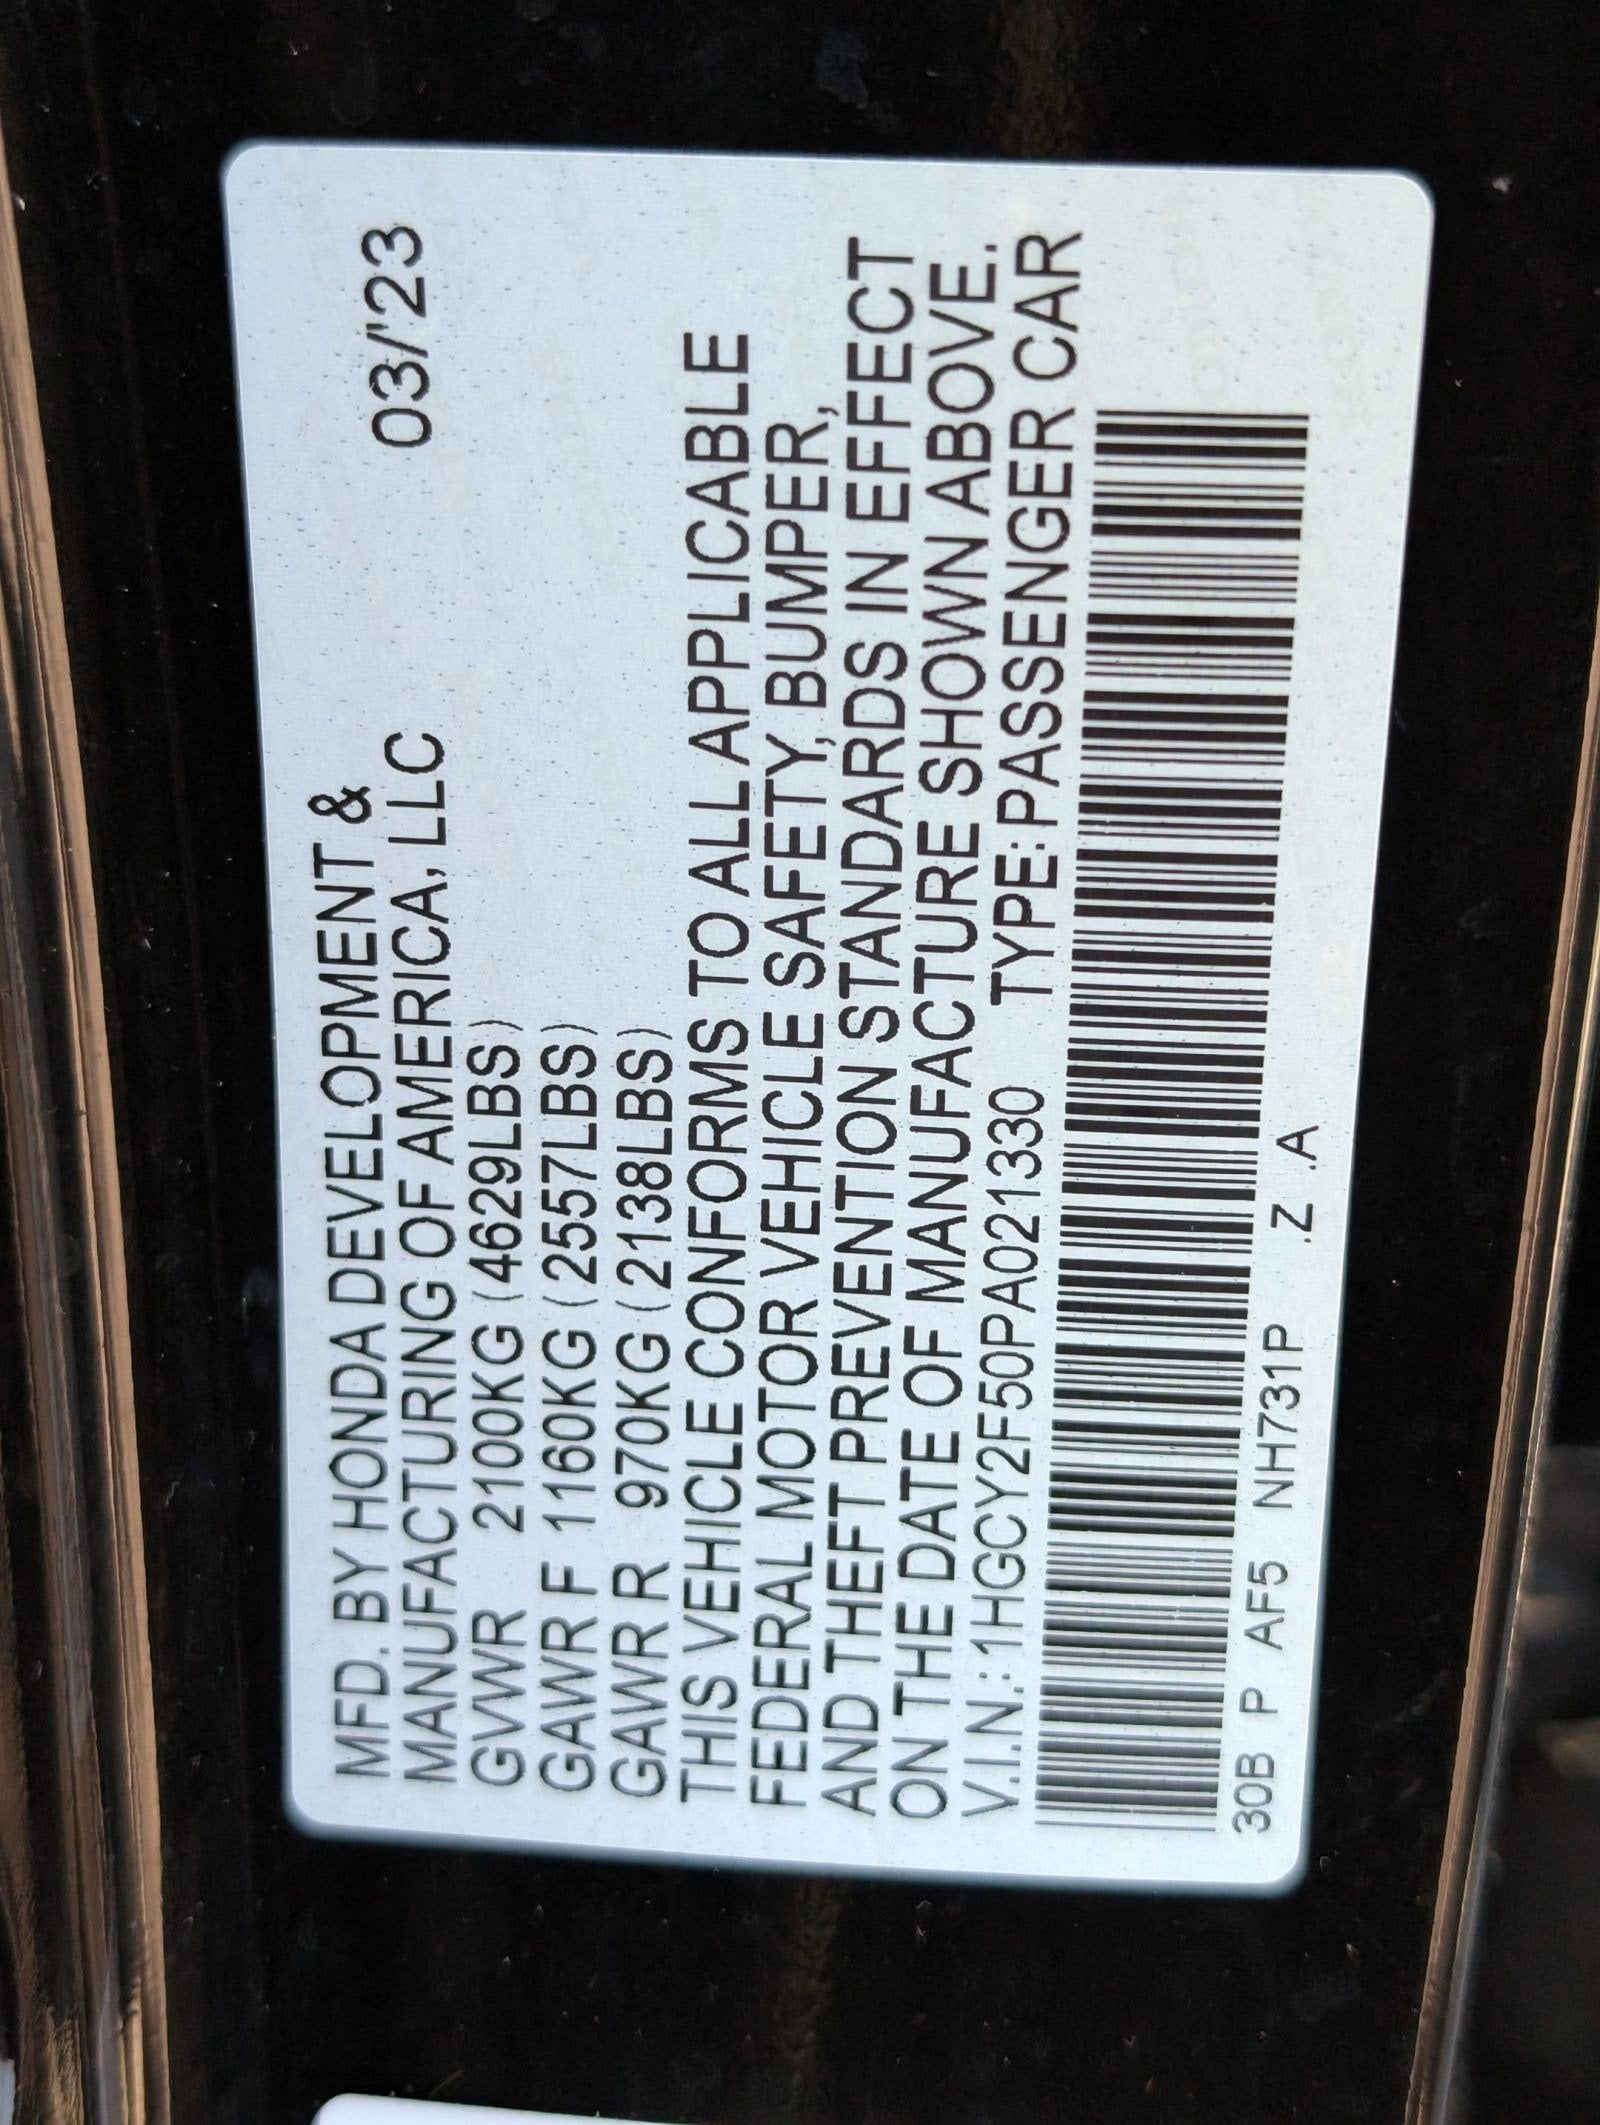 MFD. BY HONDA DEVELOPMENT &
MANUFACTURING OF AMERICA, LLC 03/'23
GVWR 2100KG (4629LBS)
GAWR F 1160KG (2557LBS)
GAWR R 970KG (2138LBS)
THIS VEHICLE CONFORMS TO ALL APPLICABLE
FEDERAL MOTOR VEHICLE SAFETY, BUMPER,
AND THEFT PREVENTION STANDARDS IN EFFECT
ON THE DATE OF MANUFACTURE SHOWN ABOVE.
V.I.N.:1HGCY2F50PA021330 TYPE:PASSENGER CAR
30B P AF5 NH731P .Z .A